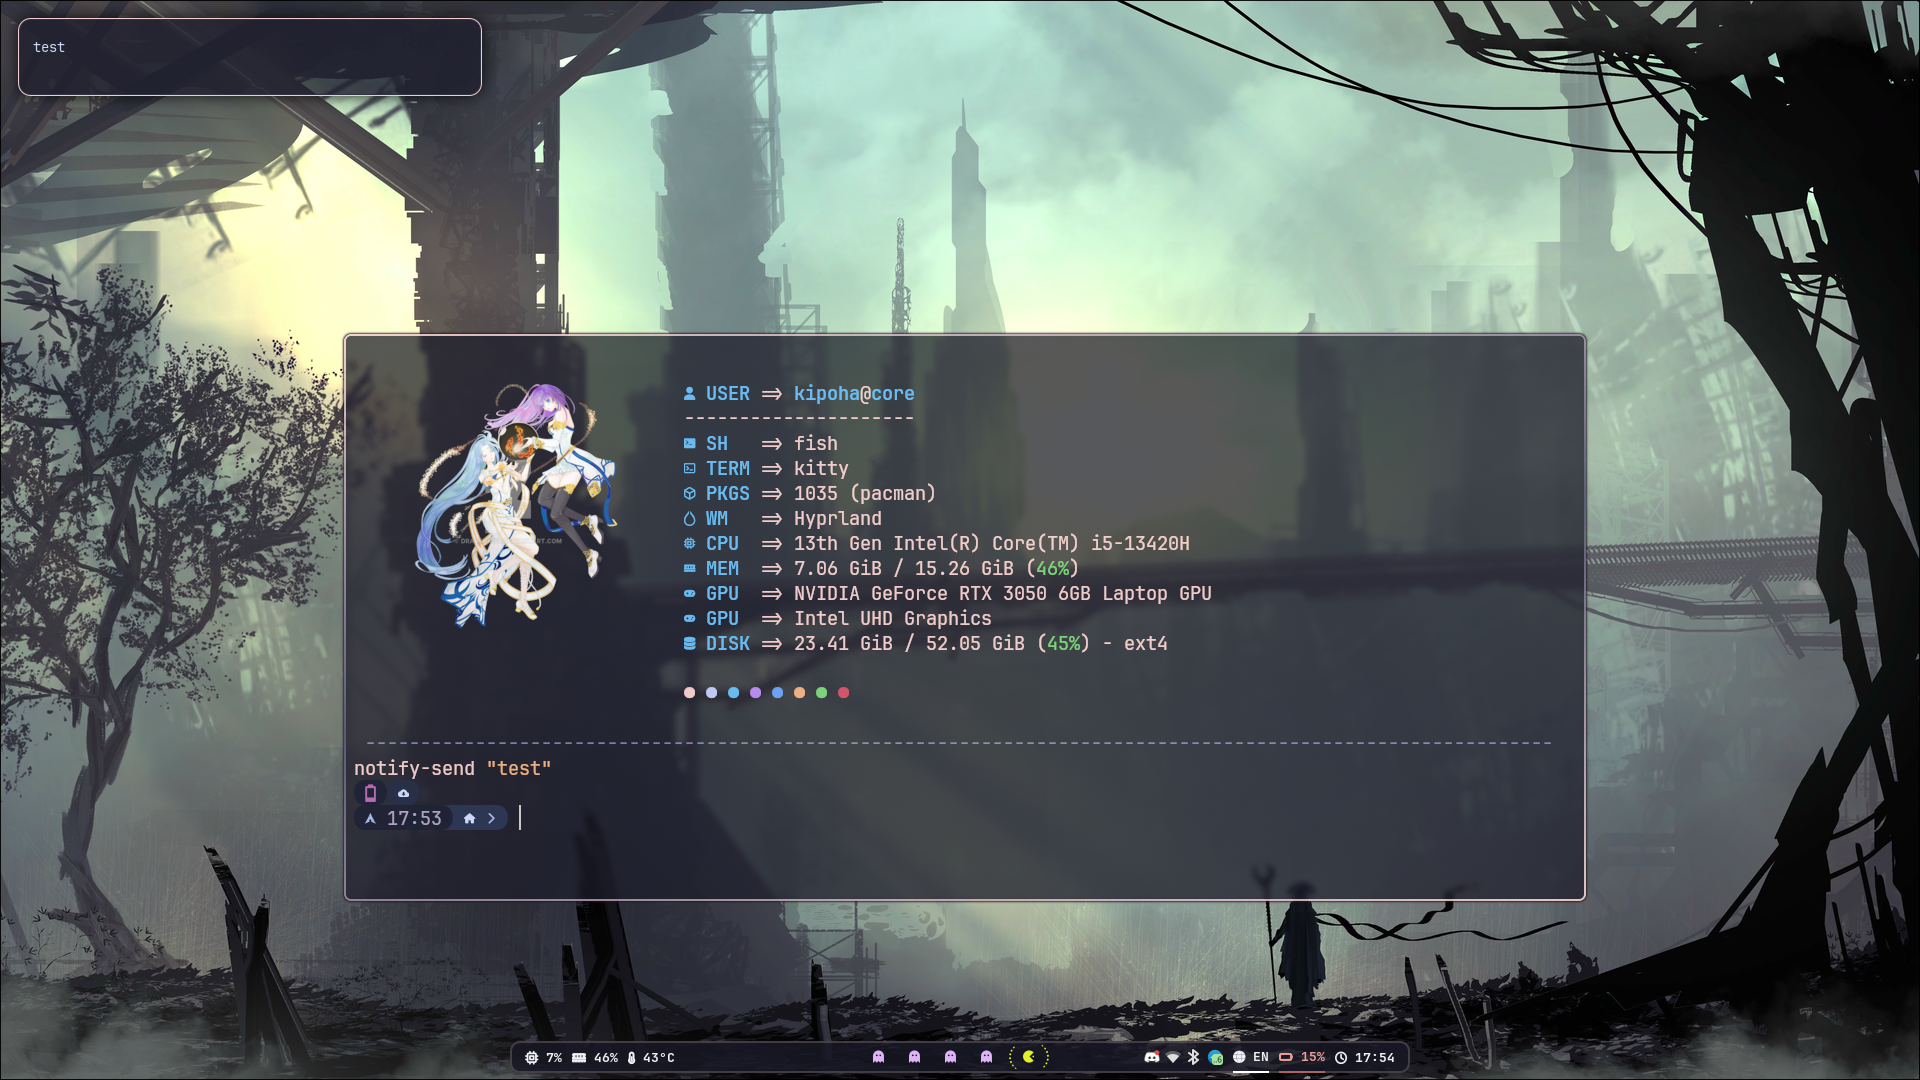 test
USER => kipoha@core
---------------------
SH => fish
TERM => kitty
PKGS => 1035 (pacman)
WM => Hyprland
CPU => 13th Gen Intel(R) Core(TM) i5-13420H
MEM => 7.06 GiB / 15.26 GiB (46%)
GPU => NVIDIA GeForce RTX 3050 6GB Laptop GPU
GPU => Intel UHD Graphics
DISK => 23.41 GiB / 52.05 GiB (45%) - ext4
notify-send "test"
17:53
7% 46% 43°C EN 15% 17:54